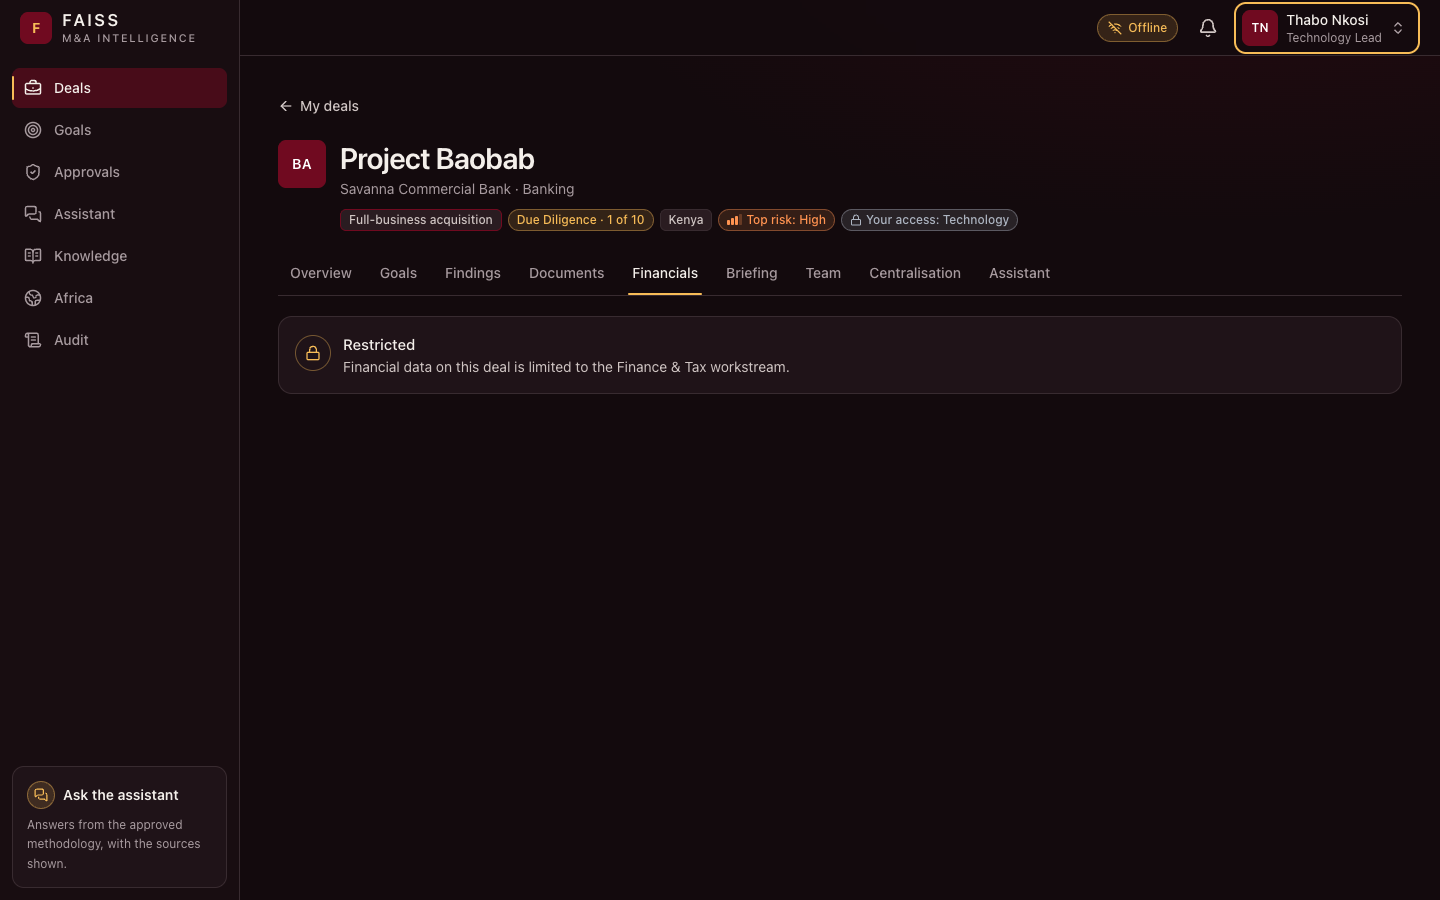 F
FAISS
M&A INTELLIGENCE
Offline
TN
Thabo Nkosi
Technology Lead
Deals
Goals
Approvals
Assistant
Knowledge
Africa
Audit
My deals
BA
Project Baobab
Savanna Commercial Bank · Banking
Full-business acquisition
Due Diligence · 1 of 10
Kenya
Top risk: High
Your access: Technology
Overview
Goals
Findings
Documents
Financials
Briefing
Team
Centralisation
Assistant
Restricted
Financial data on this deal is limited to the Finance & Tax workstream.
Ask the assistant
Answers from the approved
methodology, with the sources
shown.